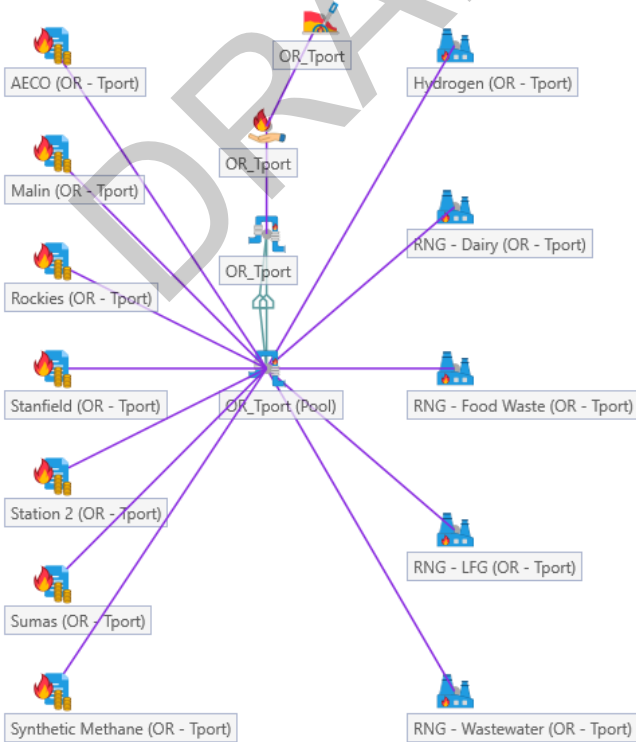 OR_Tport
AECO (OR - Tport)
Hydrogen (OR - Tport)
OR_Tport
Malin (OR - Tport)
RNG - Dairy (OR - Tport)
OR_Tport
Rockies (OR - Tport)
Stanfield (OR - Tport)
OR_Tport (Pool)
RNG - Food Waste (OR - Tport)
Station 2 (OR - Tport)
RNG - LFG (OR - Tport)
Sumas (OR - Tport)
Synthetic Methane (OR - Tport)
RNG - Wastewater (OR - Tport)
DRA